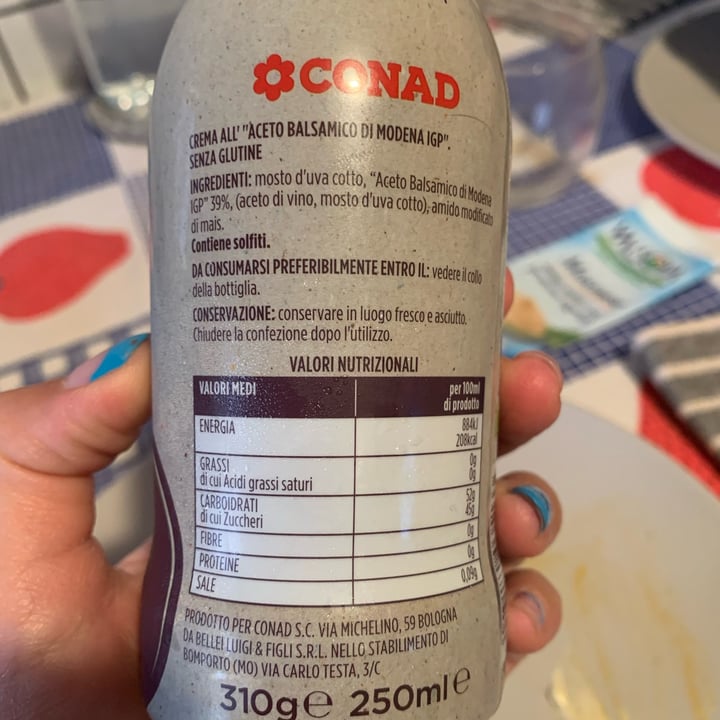 CONAD
CREMA ALL' "ACETO BALSAMICO DI MODENA IGP".
SENZA GLUTINE
INGREDIENTI: mosto d'uva cotto, "Aceto Balsamico di Modena
IGP" 39%, (aceto di vino, mosto d'uva cotto), amido modificato
di mais.
Contiene solfiti.
DA CONSUMARSI PREFERIBILMENTE ENTRO IL: vedere il collo
della bottiglia.
CONSERVAZIONE: conservare in luogo fresco e asciutto.
Chiudere la confezione dopo l'utilizzo.
VALORI NUTRIZIONALI
VALORI MEDI per 100ml
di prodotto
ENERGIA 884kJ
208kcal
GRASSI 0g
di cui Acidi grassi saturi 0g
CARBOIDRATI 52g
di cui Zuccheri 45g
FIBRE 0g
PROTEINE 0g
SALE 0,09g
PRODOTTO PER CONAD S.C. VIA MICHELINO, 59 BOLOGNA
DA BELLEI LUIGI & FIGLI S.R.L. NELLO STABILIMENTO DI
BOMPORTO (MO) VIA CARLO TESTA, 3/C
310g e 250ml e